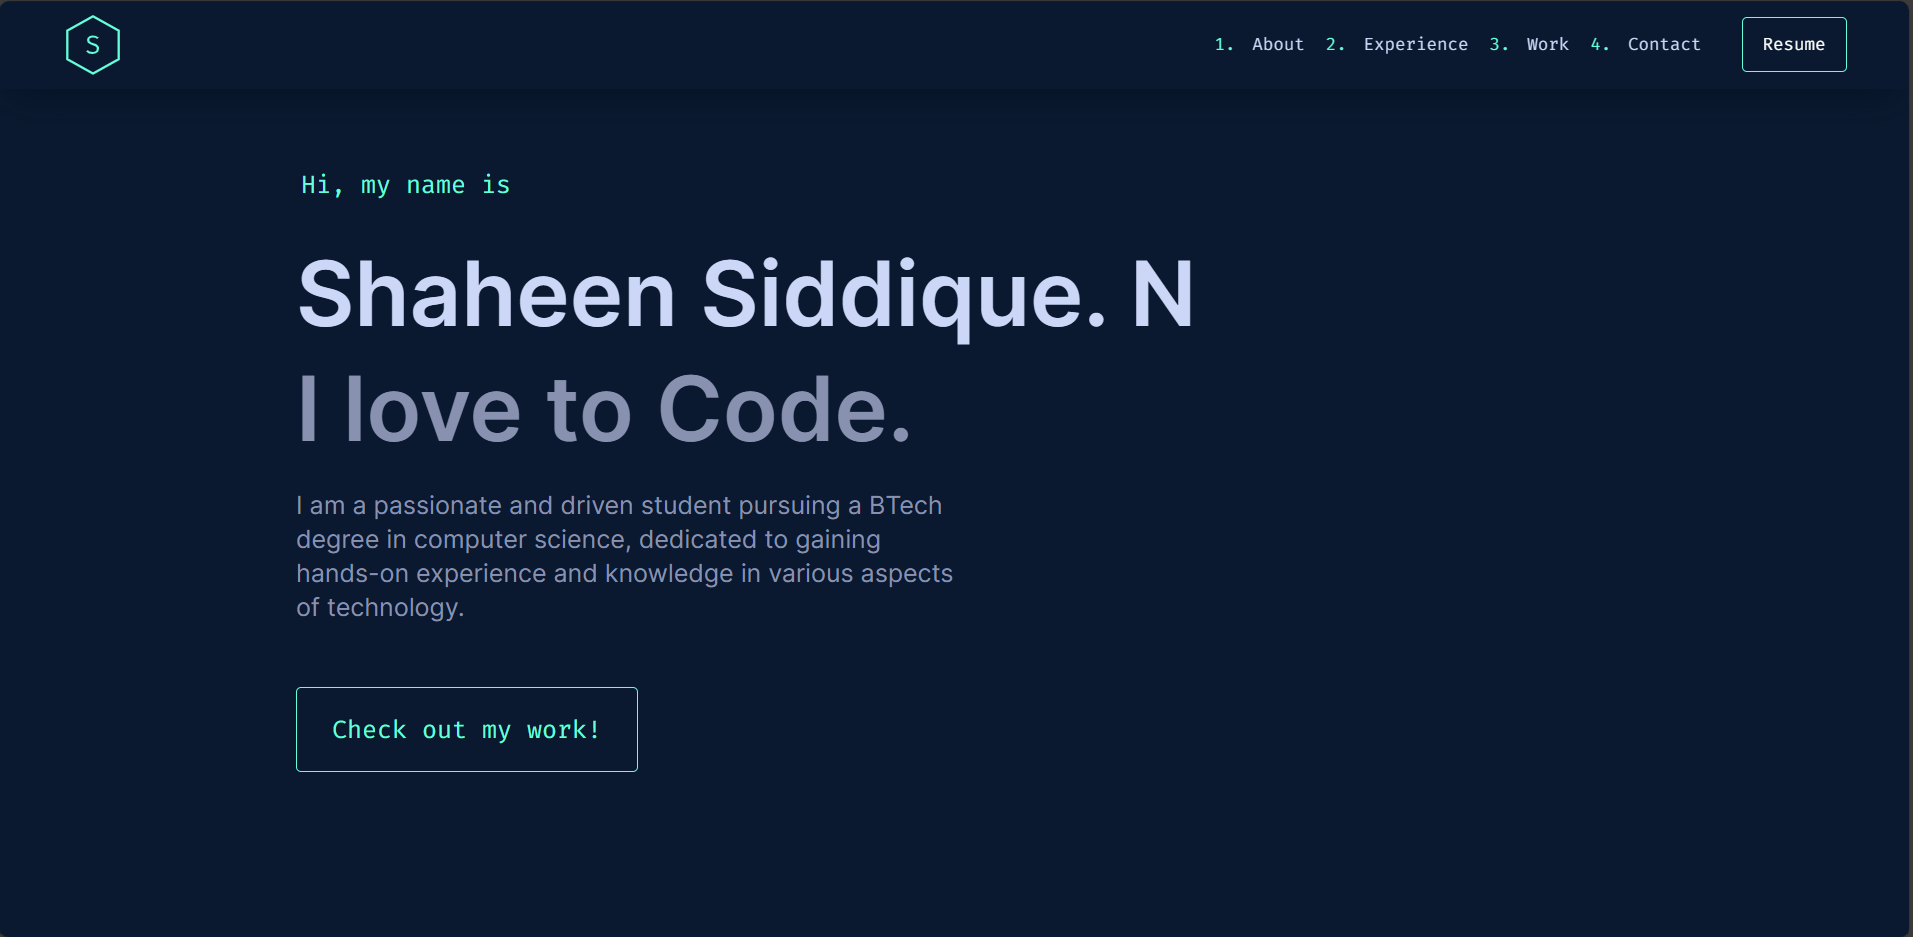 S
1. About 2. Experience 3. Work 4. Contact Resume
Hi, my name is
Shaheen Siddique. N
I love to Code.
I am a passionate and driven student pursuing a BTech
degree in computer science, dedicated to gaining
hands-on experience and knowledge in various aspects
of technology.
Check out my work!